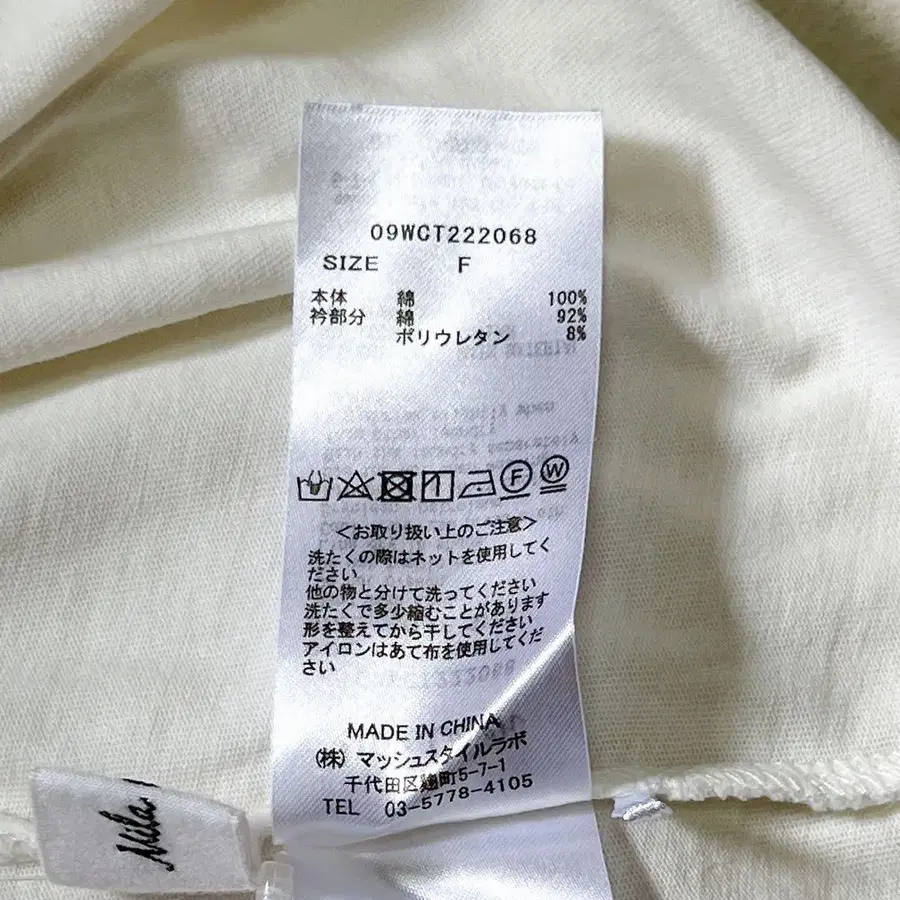 09WCT222068
SIZE F
本体 綿 100%
衿部分 綿 92%
ポリウレタン 8%
F W
<お取り扱い上のご注意>
洗たくの際はネットを使用してく
ださい
他の物と分けて洗ってください
洗たくで多少縮むことがあります
形を整えてから干してください
アイロンはあて布を使用してくだ
さい
MADE IN CHINA
(株) マッシュスタイルラボ
千代田区麹町5-7-1
TEL 03-5778-4105
Mila